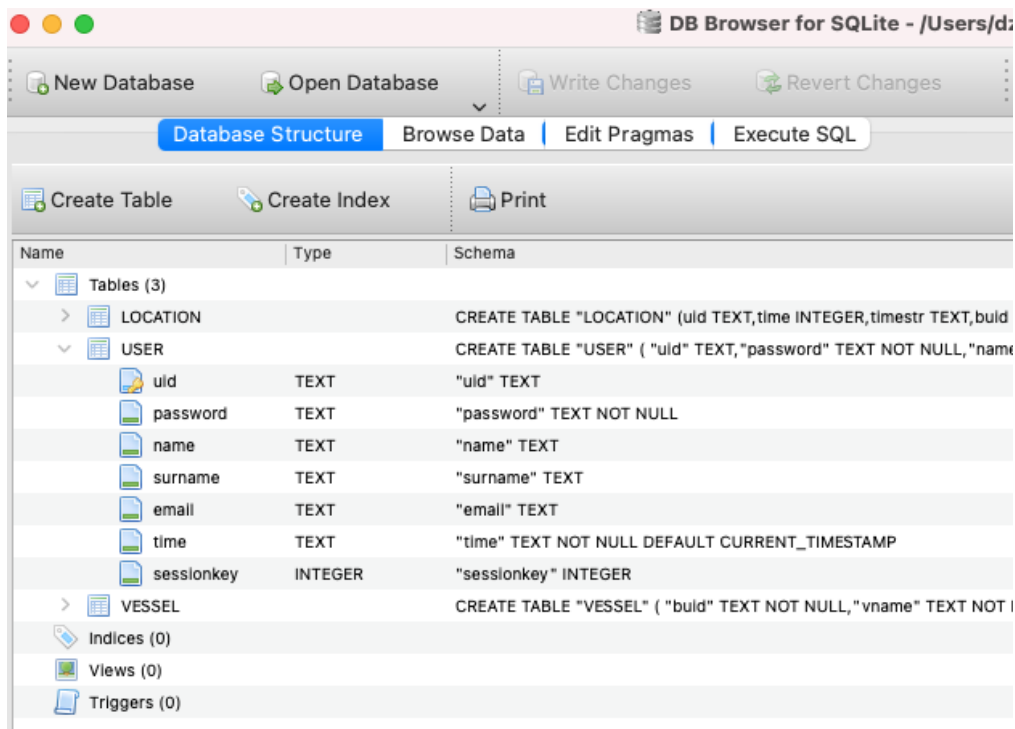 DB Browser for SQLite - /Users/dz
New Database Open Database Write Changes Revert Changes
Database Structure Browse Data Edit Pragmas Execute SQL
Create Table Create Index Print
Name Type Schema
Tables (3)
LOCATION CREATE TABLE "LOCATION" (uid TEXT,time INTEGER,timestr TEXT,buid
USER CREATE TABLE "USER" ( "uid" TEXT,"password" TEXT NOT NULL,"name
uid TEXT "uid" TEXT
password TEXT "password" TEXT NOT NULL
name TEXT "name" TEXT
surname TEXT "surname" TEXT
email TEXT "email" TEXT
time TEXT "time" TEXT NOT NULL DEFAULT CURRENT_TIMESTAMP
sessionkey INTEGER "sessionkey" INTEGER
VESSEL CREATE TABLE "VESSEL" ( "buid" TEXT NOT NULL,"vname" TEXT NOT
Indices (0)
Views (0)
Triggers (0)